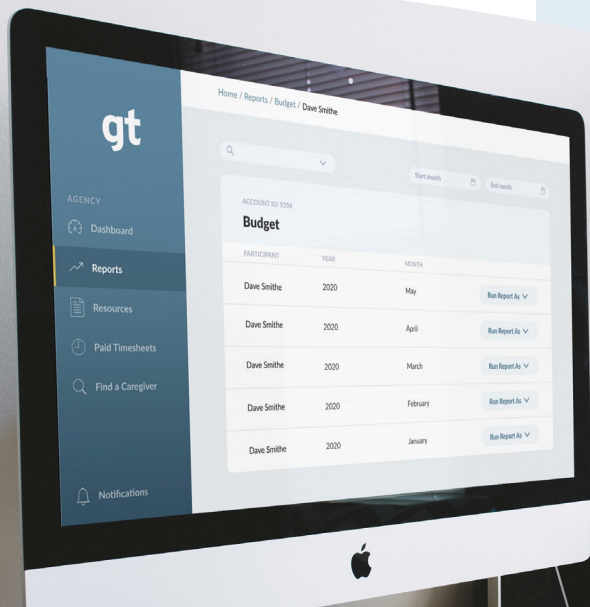 gt
AGENCY
Dashboard
Reports
Resources
Paid Timesheets
Find a Caregiver
Notifications
Home / Reports / Budget / Dave Smithe
Start month
End month
ACCOUNT ID:
Budget
PARTICIPANT YEAR MONTH
Dave Smithe 2020 May Run Report As
Dave Smithe 2020 April Run Report As
Dave Smithe 2020 March Run Report As
Dave Smithe 2020 February Run Report As
Dave Smithe 2020 January Run Report As